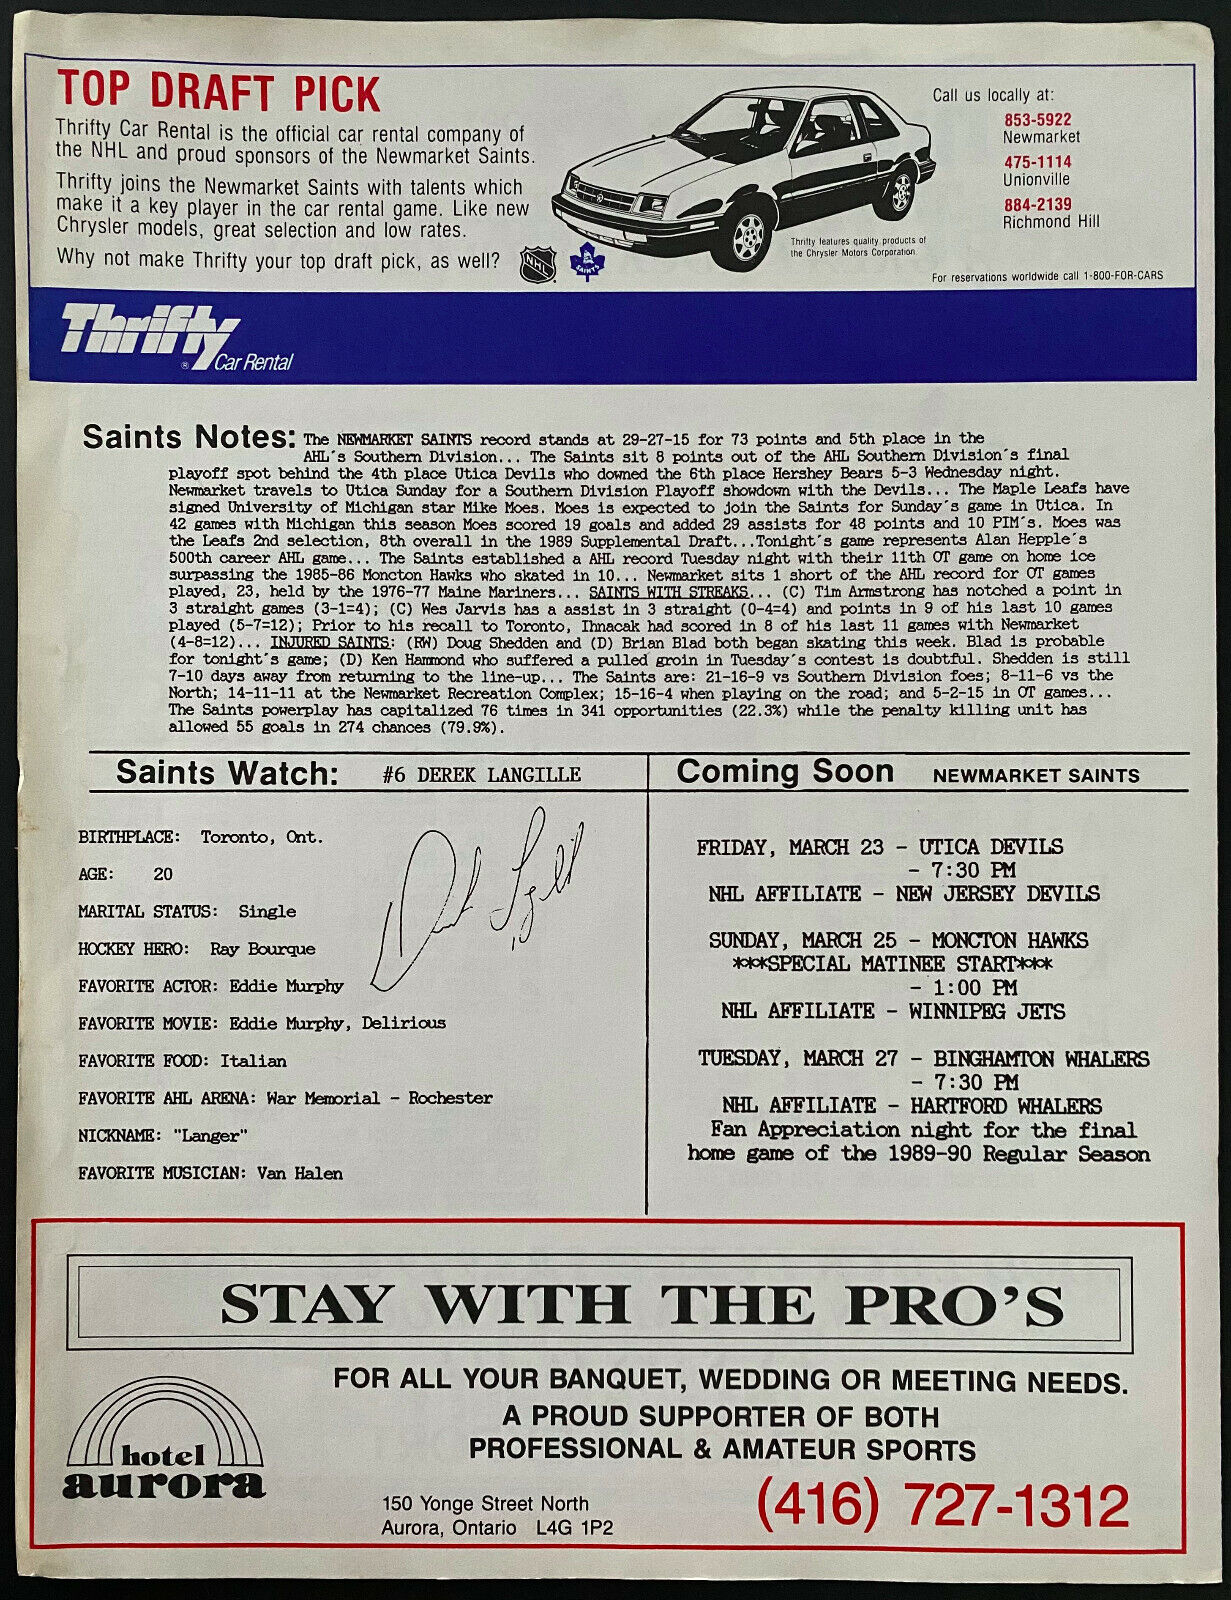 TOP DRAFT PICK
Thrifty Car Rental is the official car rental company of
the NHL and proud sponsors of the Newmarket Saints.
Thrifty joins the Newmarket Saints with talents which
make it a key player in the car rental game. Like new
Chrysler models, great selection and low rates.
Why not make Thrifty your top draft pick, as well?
NHL
SAINTS
Thrifty features quality products of
the Chrysler Motors Corporation
Call us locally at:
853-5922
Newmarket
475-1114
Unionville
884-2139
Richmond Hill
For reservations worldwide call 1-800-FOR-CARS
Thrifty
® Car Rental
Saints Notes: The NEWMARKET SAINTS record stands at 29-27-15 for 73 points and 5th place in the
AHL's Southern Division... The Saints sit 8 points out of the AHL Southern Division's final
playoff spot behind the 4th place Utica Devils who downed the 6th place Hershey Bears 5-3 Wednesday night.
Newmarket travels to Utica Sunday for a Southern Division Playoff showdown with the Devils... The Maple Leafs have
signed University of Michigan star Mike Moes. Moes is expected to join the Saints for Sunday's game in Utica. In
42 games with Michigan this season Moes scored 19 goals and added 29 assists for 48 points and 10 PIM's. Moes was
the Leafs 2nd selection, 8th overall in the 1989 Supplemental Draft...Tonight's game represents Alan Hepple's
500th career AHL game... The Saints established a AHL record Tuesday night with their 11th OT game on home ice
surpassing the 1985-86 Moncton Hawks who skated in 10... Newmarket sits 1 short of the AHL record for OT games
played, 23, held by the 1976-77 Maine Mariners... SAINTS WITH STREAKS... (C) Tim Armstrong has notched a point in
3 straight games (3-1=4); (C) Wes Jarvis has a assist in 3 straight (0-4=4) and points in 9 of his last 10 games
played (5-7=12); Prior to his recall to Toronto, Ihnacak had scored in 8 of his last 11 games with Newmarket
(4-8=12)... INJURED SAINTS: (RW) Doug Shedden and (D) Brian Blad both began skating this week. Blad is probable
for tonight's game; (D) Ken Hammond who suffered a pulled groin in Tuesday's contest is doubtful. Shedden is still
7-10 days away from returning to the line-up... The Saints are: 21-16-9 vs Southern Division foes; 8-11-6 vs the
North; 14-11-11 at the Newmarket Recreation Complex; 15-16-4 when playing on the road; and 5-2-15 in OT games...
The Saints powerplay has capitalized 76 times in 341 opportunities (22.3%) while the penalty killing unit has
allowed 55 goals in 274 chances (79.9%).
Saints Watch: #6 DEREK LANGILLE
BIRTHPLACE: Toronto, Ont.
AGE: 20
MARITAL STATUS: Single
HOCKEY HERO: Ray Bourque
FAVORITE ACTOR: Eddie Murphy
FAVORITE MOVIE: Eddie Murphy, Delirious
FAVORITE FOOD: Italian
FAVORITE AHL ARENA: War Memorial - Rochester
NICKNAME: "Langer"
FAVORITE MUSICIAN: Van Halen
Coming Soon NEWMARKET SAINTS
FRIDAY, MARCH 23 - UTICA DEVILS
- 7:30 PM
NHL AFFILIATE - NEW JERSEY DEVILS
SUNDAY, MARCH 25 - MONCTON HAWKS
***SPECIAL MATINEE START***
- 1:00 PM
NHL AFFILIATE - WINNIPEG JETS
TUESDAY, MARCH 27 - BINGHAMTON WHALERS
- 7:30 PM
NHL AFFILIATE - HARTFORD WHALERS
Fan Appreciation night for the final
home game of the 1989-90 Regular Season
STAY WITH THE PRO'S
FOR ALL YOUR BANQUET, WEDDING OR MEETING NEEDS.
A PROUD SUPPORTER OF BOTH
PROFESSIONAL & AMATEUR SPORTS
hotel
aurora
150 Yonge Street North
Aurora, Ontario L4G 1P2
(416) 727-1312